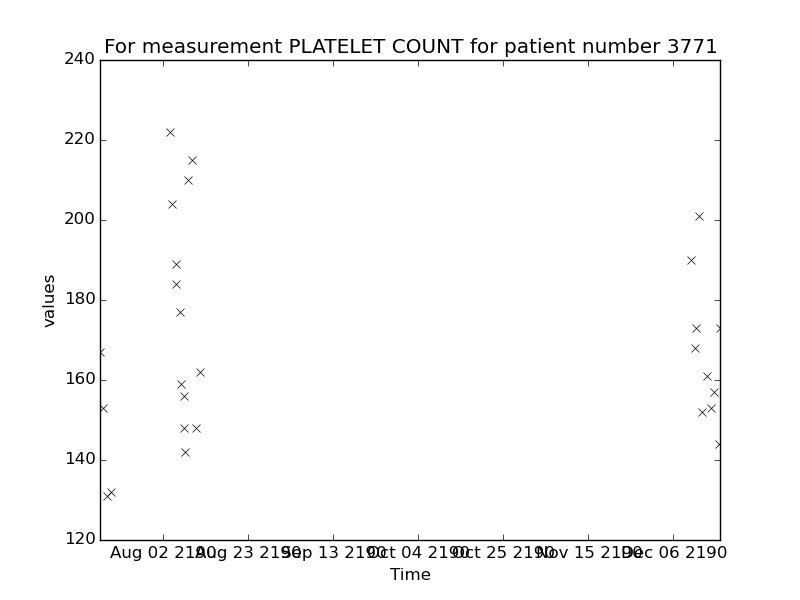 For measurement PLATELET COUNT for patient number 3771
240
220
200
180
160
140
120
values
Aug 02 2190 Aug 23 2190 Sep 13 2190 Oct 04 2190 Oct 25 2190 Nov 15 2190 Dec 06 2190
Time